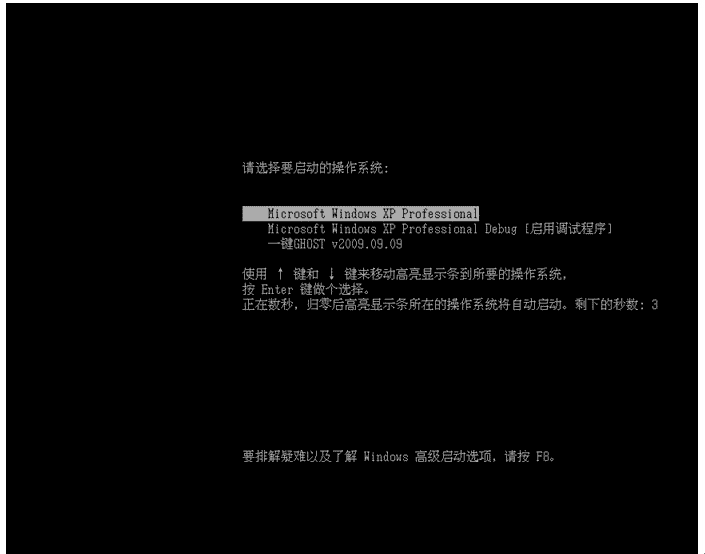 请选择要启动的操作系统:
Microsoft Windows XP Professional
Microsoft Windows XP Professional Debug [启用调试程序]
一键GHOST v2009.09.09
使用 ↑ 键和 ↓ 键来移动高亮显示条到所要的操作系统,
按 Enter 键做个选择。
正在数秒, 归零后高亮显示条所在的操作系统将自动启动。剩下的秒数: 3
要排解疑难以及了解 Windows 高级启动选项, 请按 F8。